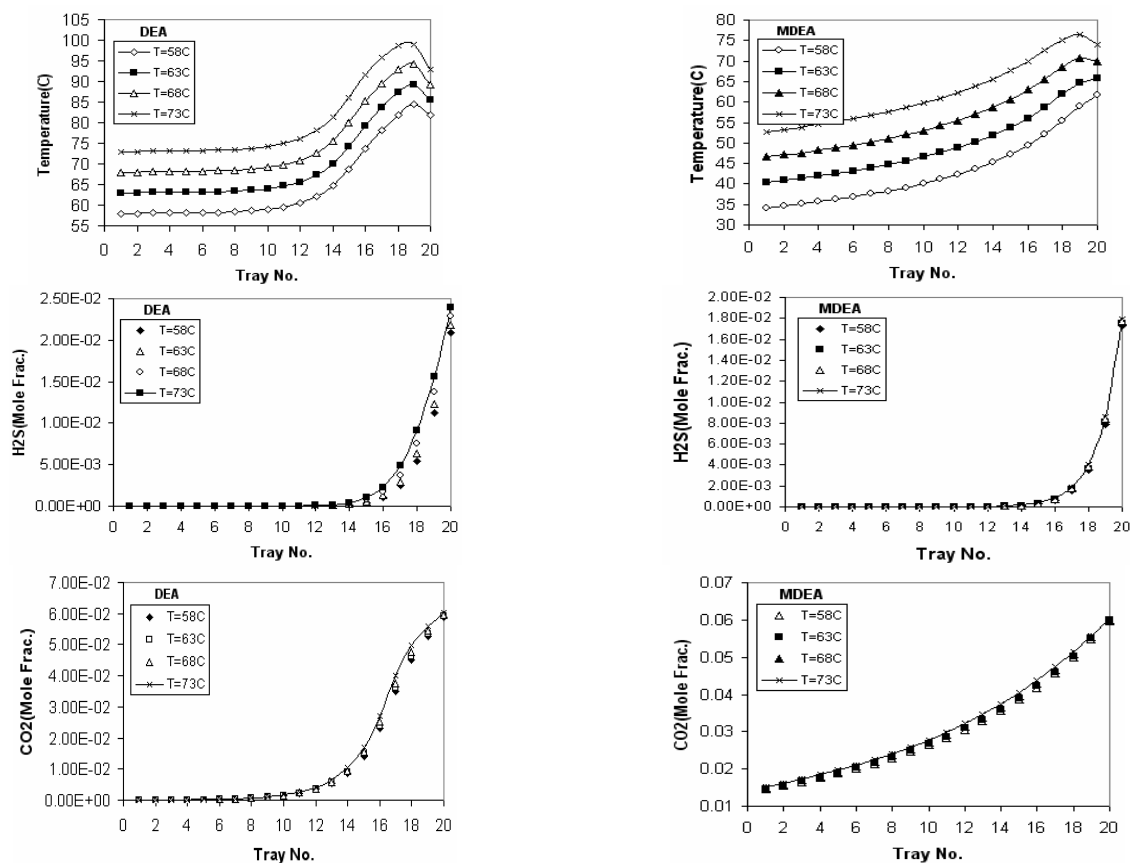 DEA
T=58C
T=63C
T=68C
T=73C
Temperature(C)
105
100
95
90
85
80
75
70
65
60
55
0 2 4 6 8 10 12 14 16 18 20
Tray No.
MDEA
T=58C
T=63C
T=68C
T=73C
Temperature(C)
80
75
70
65
60
55
50
45
40
35
30
0 2 4 6 8 10 12 14 16 18 20
Tray No.
DEA
T=58C
T=63C
T=68C
T=73C
H2S(Mole Frac.)
2.50E-02
2.00E-02
1.50E-02
1.00E-02
5.00E-03
0.00E+00
0 2 4 6 8 10 12 14 16 18 20
Tray No.
MDEA
T=58C
T=63C
T=68C
T=73C
H2S(Mole Frac.)
2.00E-02
1.80E-02
1.60E-02
1.40E-02
1.20E-02
1.00E-02
8.00E-03
6.00E-03
4.00E-03
2.00E-03
0.00E+00
0 2 4 6 8 10 12 14 16 18 20
Tray No.
DEA
T=58C
T=63C
T=68C
T=73C
CO2(Mole Frac.)
7.00E-02
6.00E-02
5.00E-02
4.00E-02
3.00E-02
2.00E-02
1.00E-02
0.00E+00
0 2 4 6 8 10 12 14 16 18 20
Tray No.
MDEA
T=58C
T=63C
T=68C
T=73C
CO2(Mole Frac.)
0.07
0.06
0.05
0.04
0.03
0.02
0.01
0 2 4 6 8 10 12 14 16 18 20
Tray No.